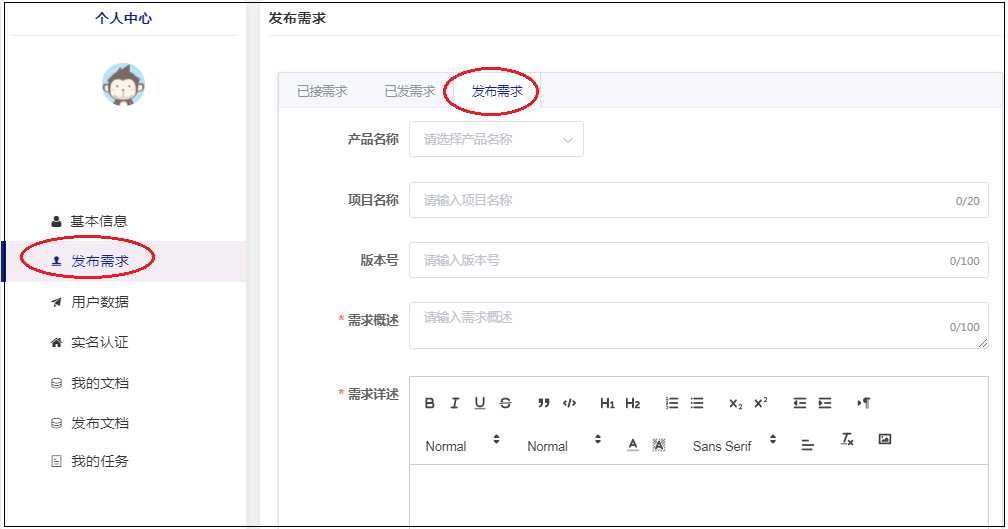 个人中心
发布需求
已接需求 已发需求 发布需求
产品名称 请选择产品名称
项目名称 请输入项目名称 0/20
版本号 请输入版本号 0/100
* 需求概述 请输入需求概述 0/100
* 需求详述
B I U S H1 H2 X2 X2
Normal Normal A A Sans Serif Tx
基本信息
发布需求
用户数据
实名认证
我的文档
发布文档
我的任务